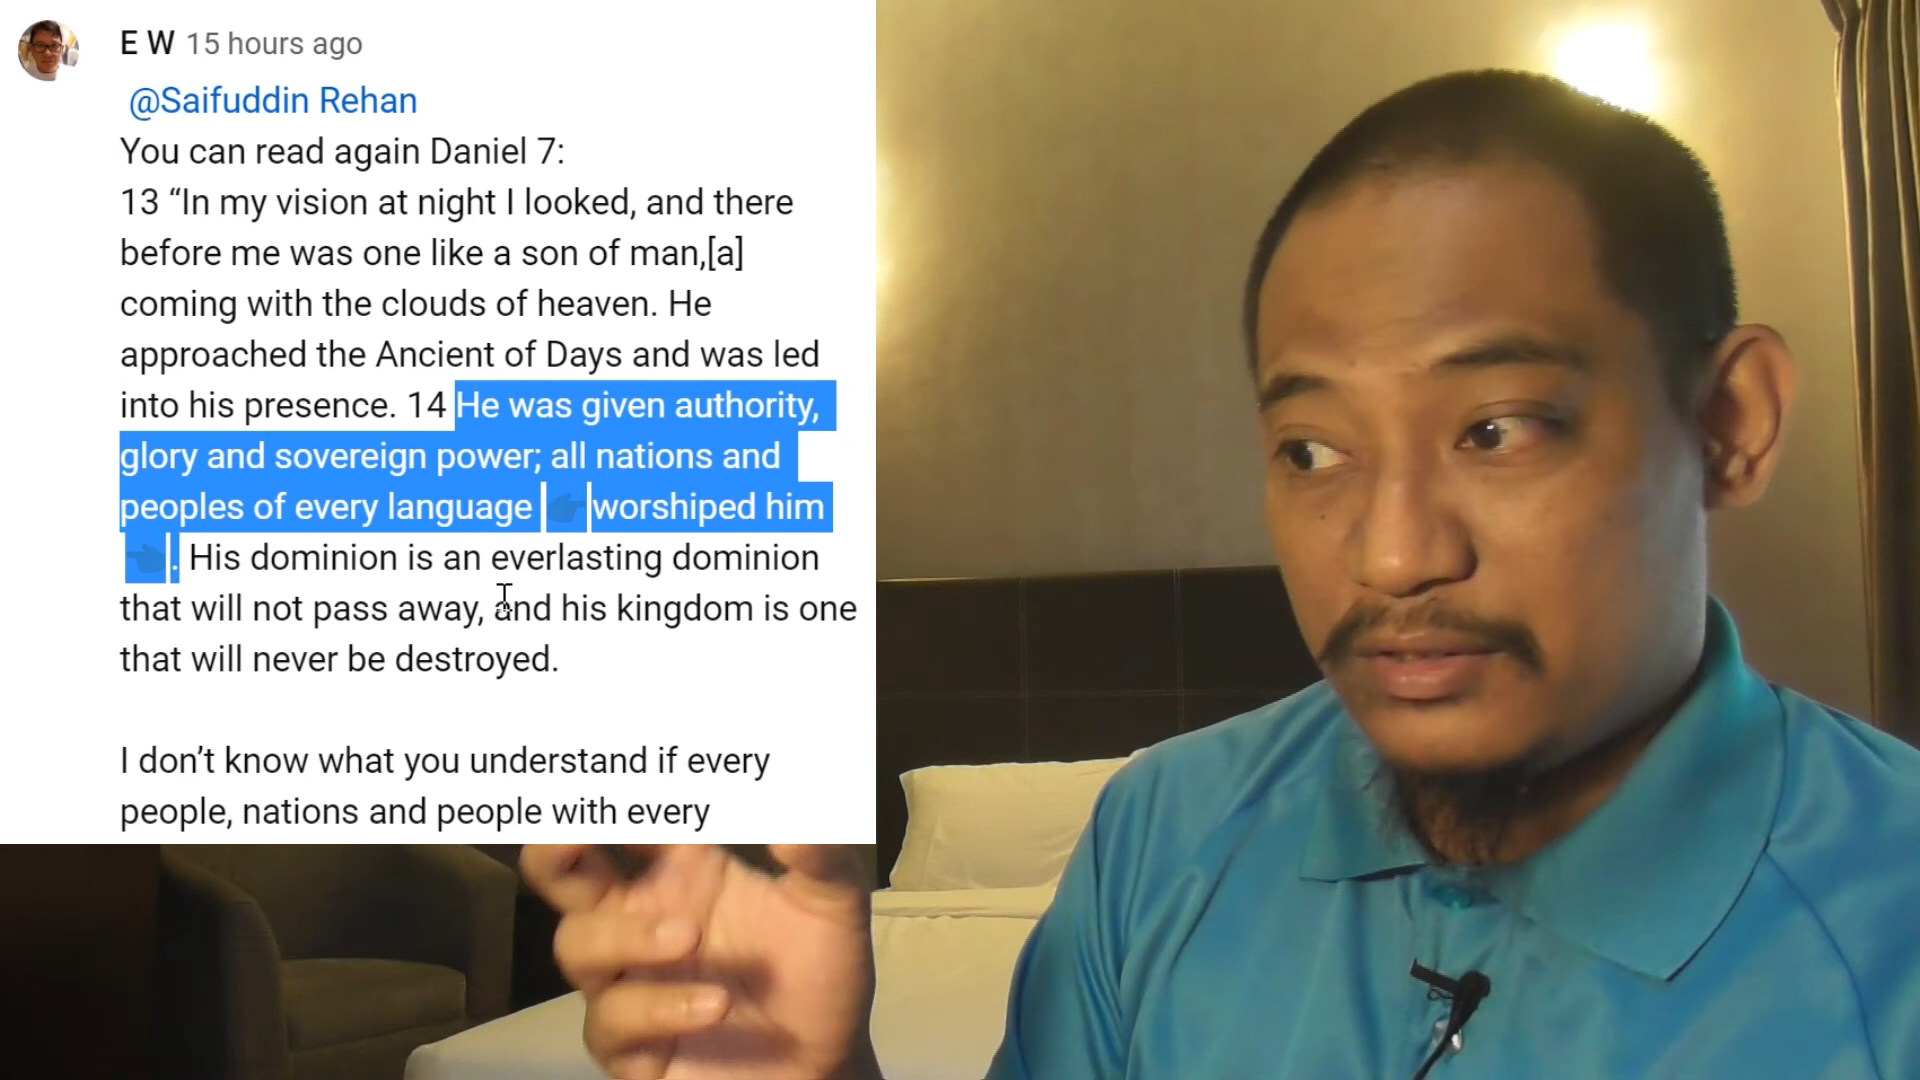 E W 15 hours ago
@Saifuddin Rehan
You can read again Daniel 7:
13 “In my vision at night I looked, and there
before me was one like a son of man,[a]
coming with the clouds of heaven. He
approached the Ancient of Days and was led
into his presence. 14 He was given authority,
glory and sovereign power; all nations and
peoples of every language 👉worshiped him
👈. His dominion is an everlasting dominion
that will not pass away, and his kingdom is one
that will never be destroyed.
I don’t know what you understand if every
people, nations and people with every